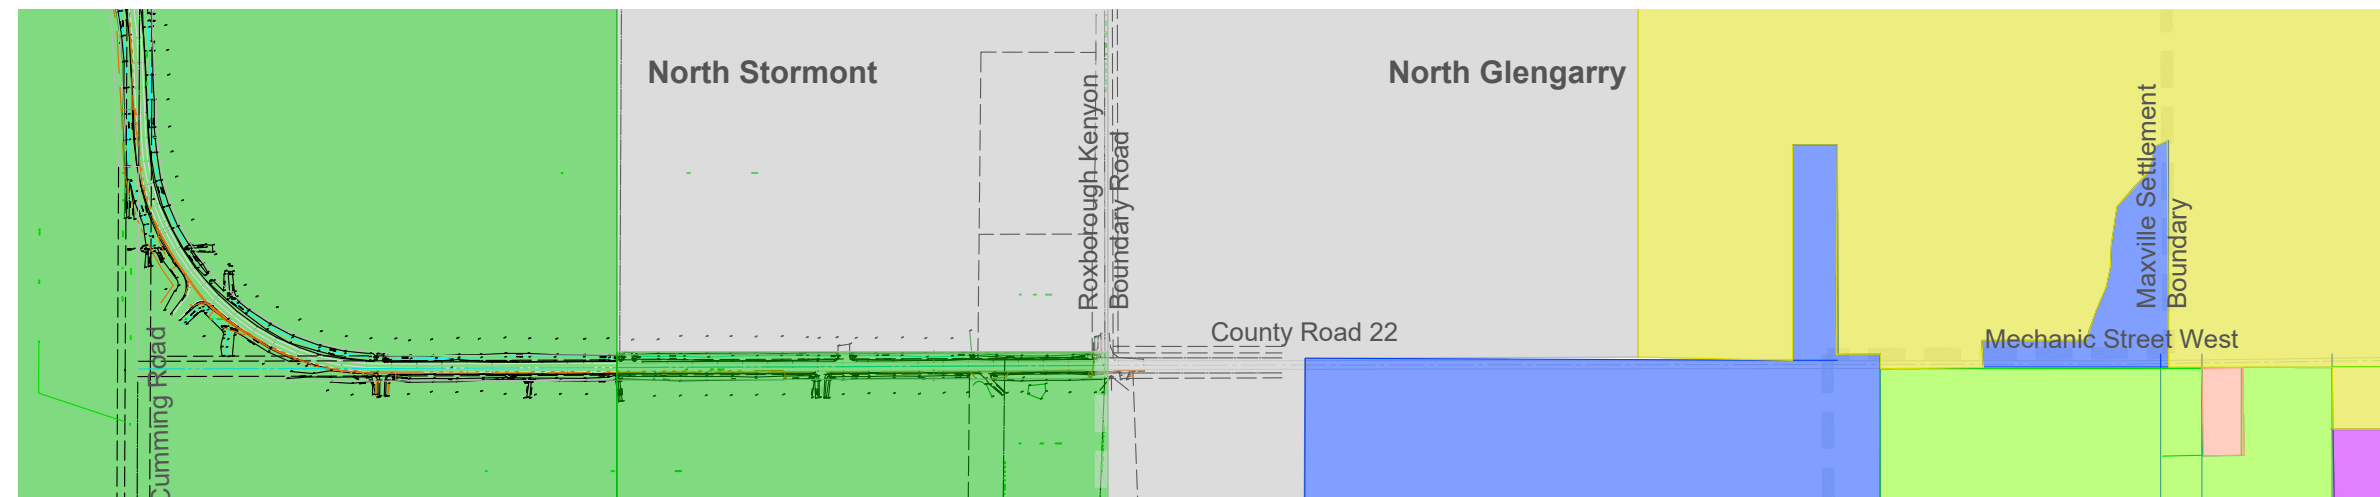 North Stormont
North Glengarry
Roxborough Kenyon
Boundary Road
Maxville Settlement
Boundary
County Road 22
Mechanic Street West
Cumming Road